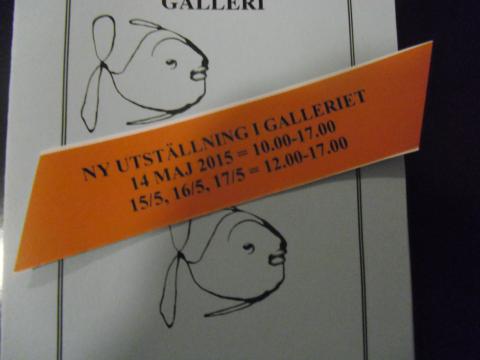 GALLERI
NY UTSTÄLLNING I GALLERIET
14 MAJ 2015 = 10.00-17.00
15/5, 16/5, 17/5 = 12.00-17.00